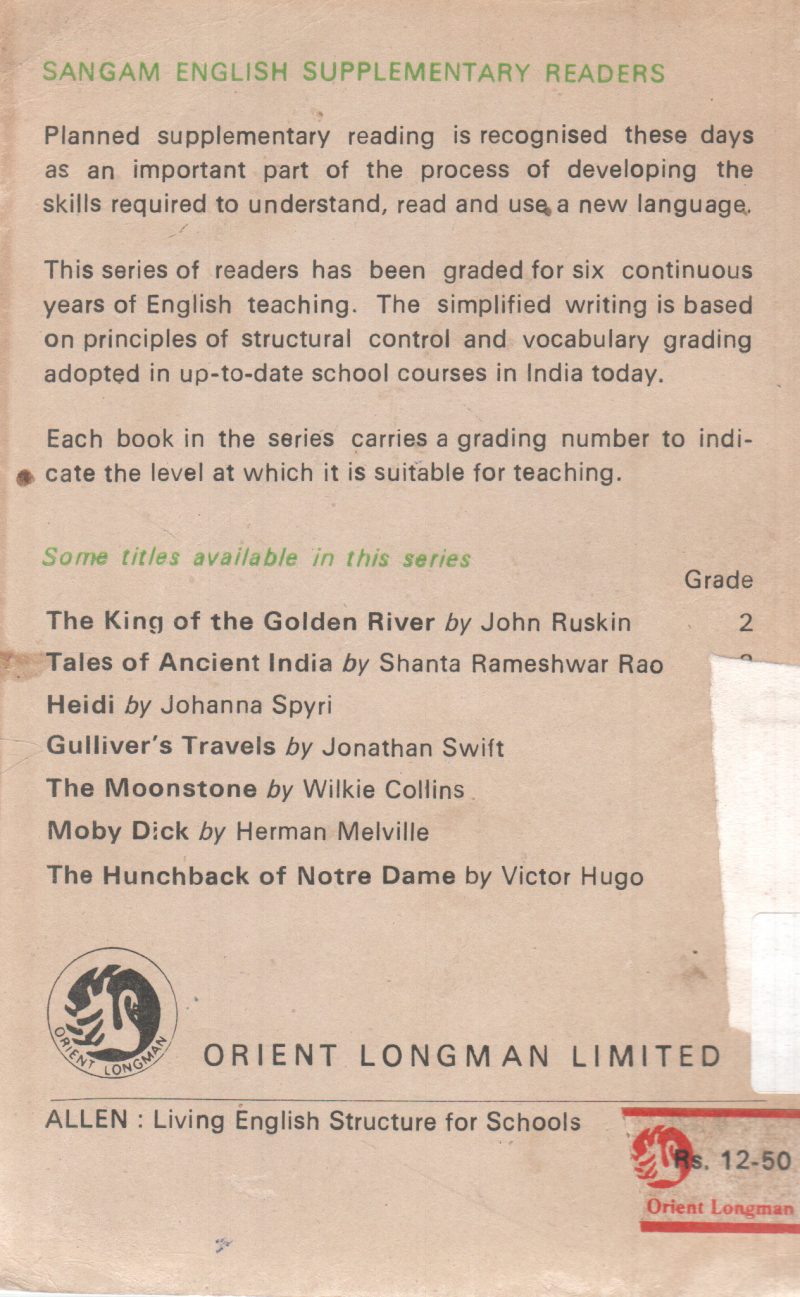 SANGAM ENGLISH SUPPLEMENTARY READERS
Planned supplementary reading is recognised these days
as an important part of the process of developing the
skills required to understand, read and use a new language.
This series of readers has been graded for six continuous
years of English teaching. The simplified writing is based
on principles of structural control and vocabulary grading
adopted in up-to-date school courses in India today.
Each book in the series carries a grading number to indi-
cate the level at which it is suitable for teaching.
Some titles available in this series
Grade
The King of the Golden River by John Ruskin 2
Tales of Ancient India by Shanta Rameshwar Rao
Heidi by Johanna Spyri
Gulliver's Travels by Jonathan Swift
The Moonstone by Wilkie Collins
Moby Dick by Herman Melville
The Hunchback of Notre Dame by Victor Hugo
ORIENT LONGMAN
ORIENT LONGMAN LIMITED
ALLEN : Living English Structure for Schools
Rs. 12-50
Orient Longman